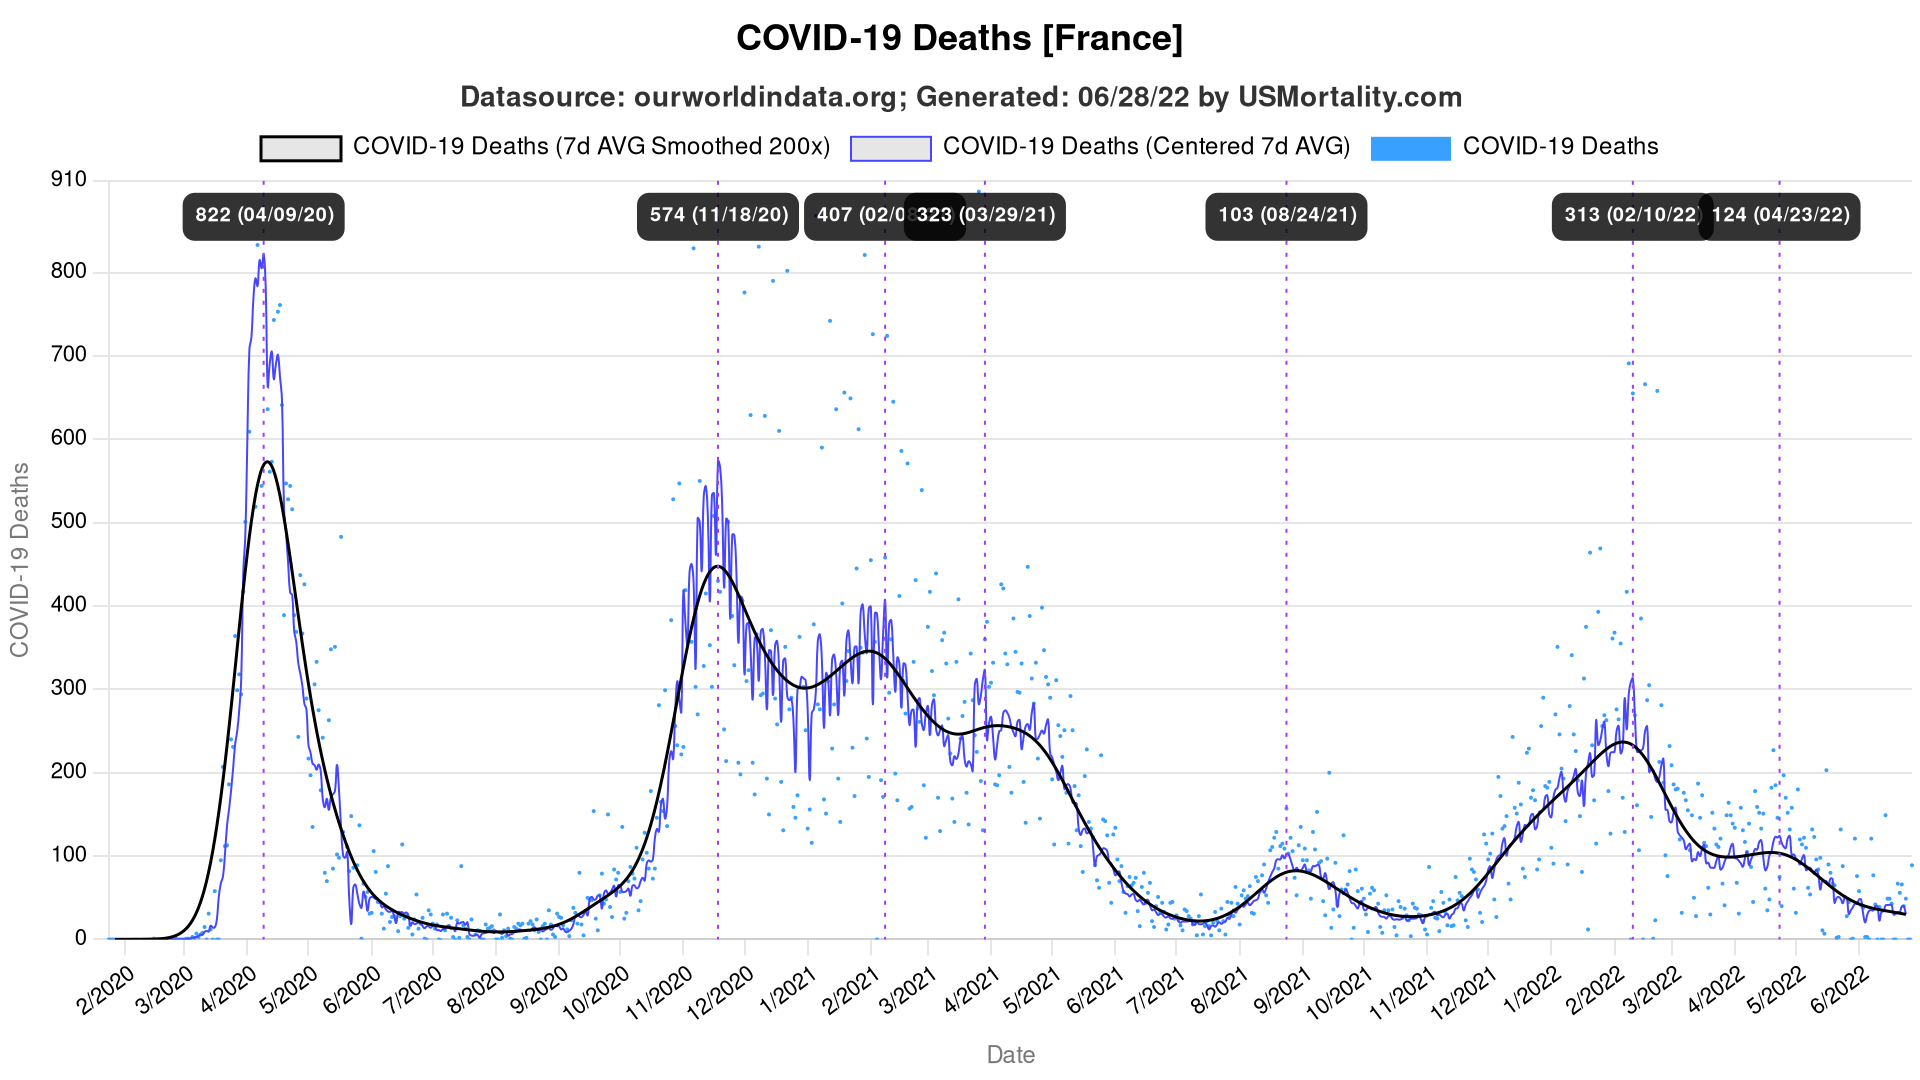 COVID-19 Deaths [France]
Datasource: ourworldindata.org; Generated: 06/28/22 by USMortality.com
COVID-19 Deaths (7d AVG Smoothed 200x) COVID-19 Deaths (Centered 7d AVG) COVID-19 Deaths
910
822 (04/09/20) 574 (11/18/20) 407 (02/0 323 (03/29/21) 103 (08/24/21) 313 (02/10/22) 124 (04/23/22)
800
700
600
500
400
300
200
100
0
COVID-19 Deaths
2/2020 3/2020 4/2020 5/2020 6/2020 7/2020 8/2020 9/2020 10/2020 11/2020 12/2020 1/2021 2/2021 3/2021 4/2021 5/2021 6/2021 7/2021 8/2021 9/2021 10/2021 11/2021 12/2021 1/2022 2/2022 3/2022 4/2022 5/2022 6/2022
Date